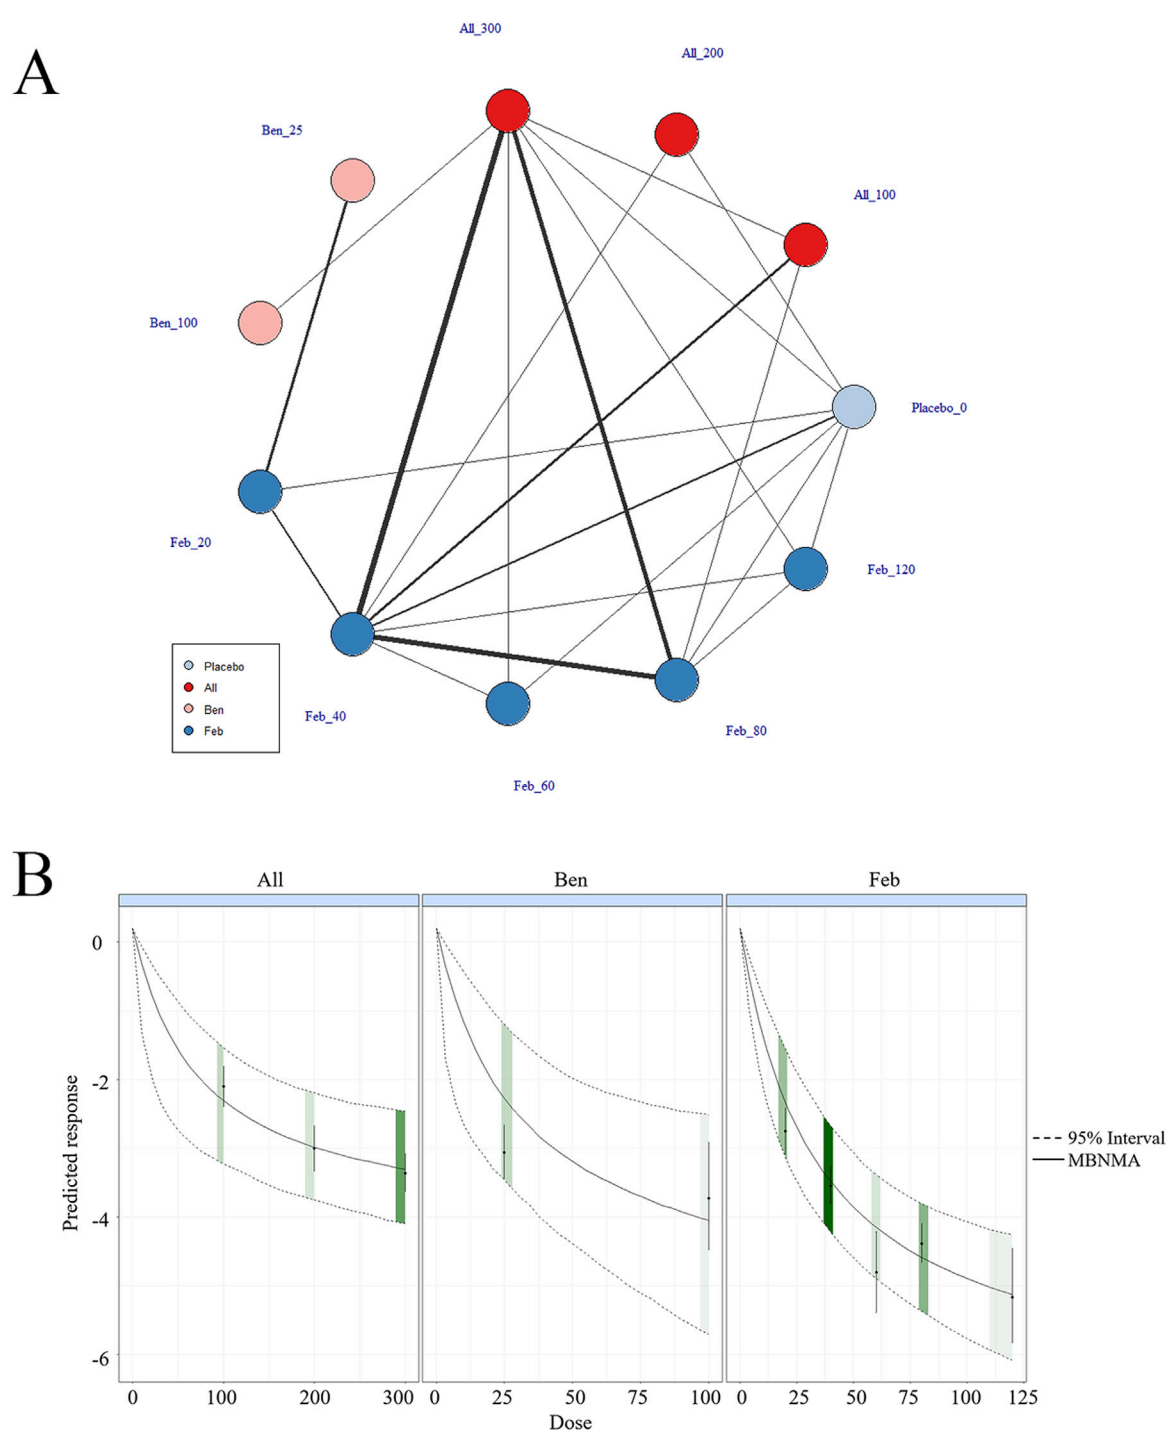 A
All_300
All_200
Ben_25
All_100
Ben_100
Placebo_0
Feb_20
Feb_120
Placebo
All
Ben
Feb
Feb_40
Feb_80
Feb_60
B
All Ben Feb
0
-2
-4
-6
Predicted response
95% Interval
MBNMA
0 100 200 300 0 25 50 75 100 0 25 50 75 100 125
Dose